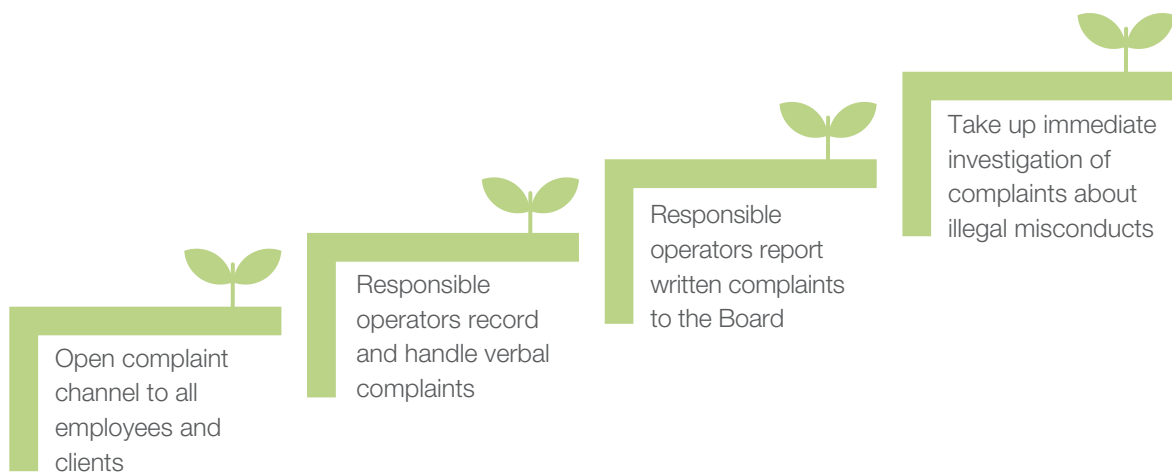 Open complaint
channel to all
employees and
clients
Responsible
operators record
and handle verbal
complaints
Responsible
operators report
written complaints
to the Board
Take up immediate
investigation of
complaints about
illegal misconducts